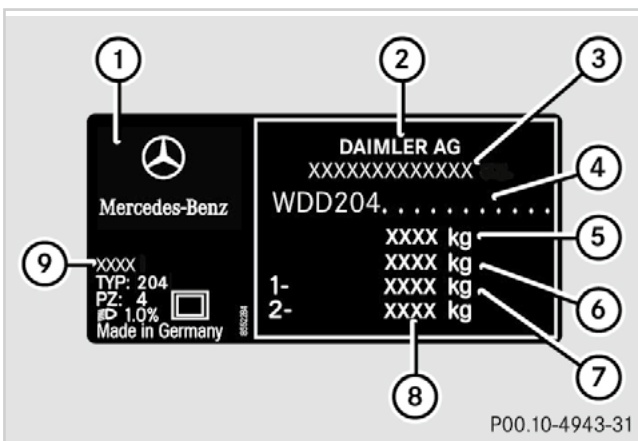 1
2
3
DAIMLER AG
XXXXXXXXXXXXX
4
WDD204. . . . . . . . . .
Mercedes-Benz
XXXX kg
5
9
XXXX
XXXX kg
6
TYP: 204
1-
XXXX kg
7
PZ: 4
2-
XXXX kg
1.0%
Made in Germany
8552284
8
P00.10-4943-31